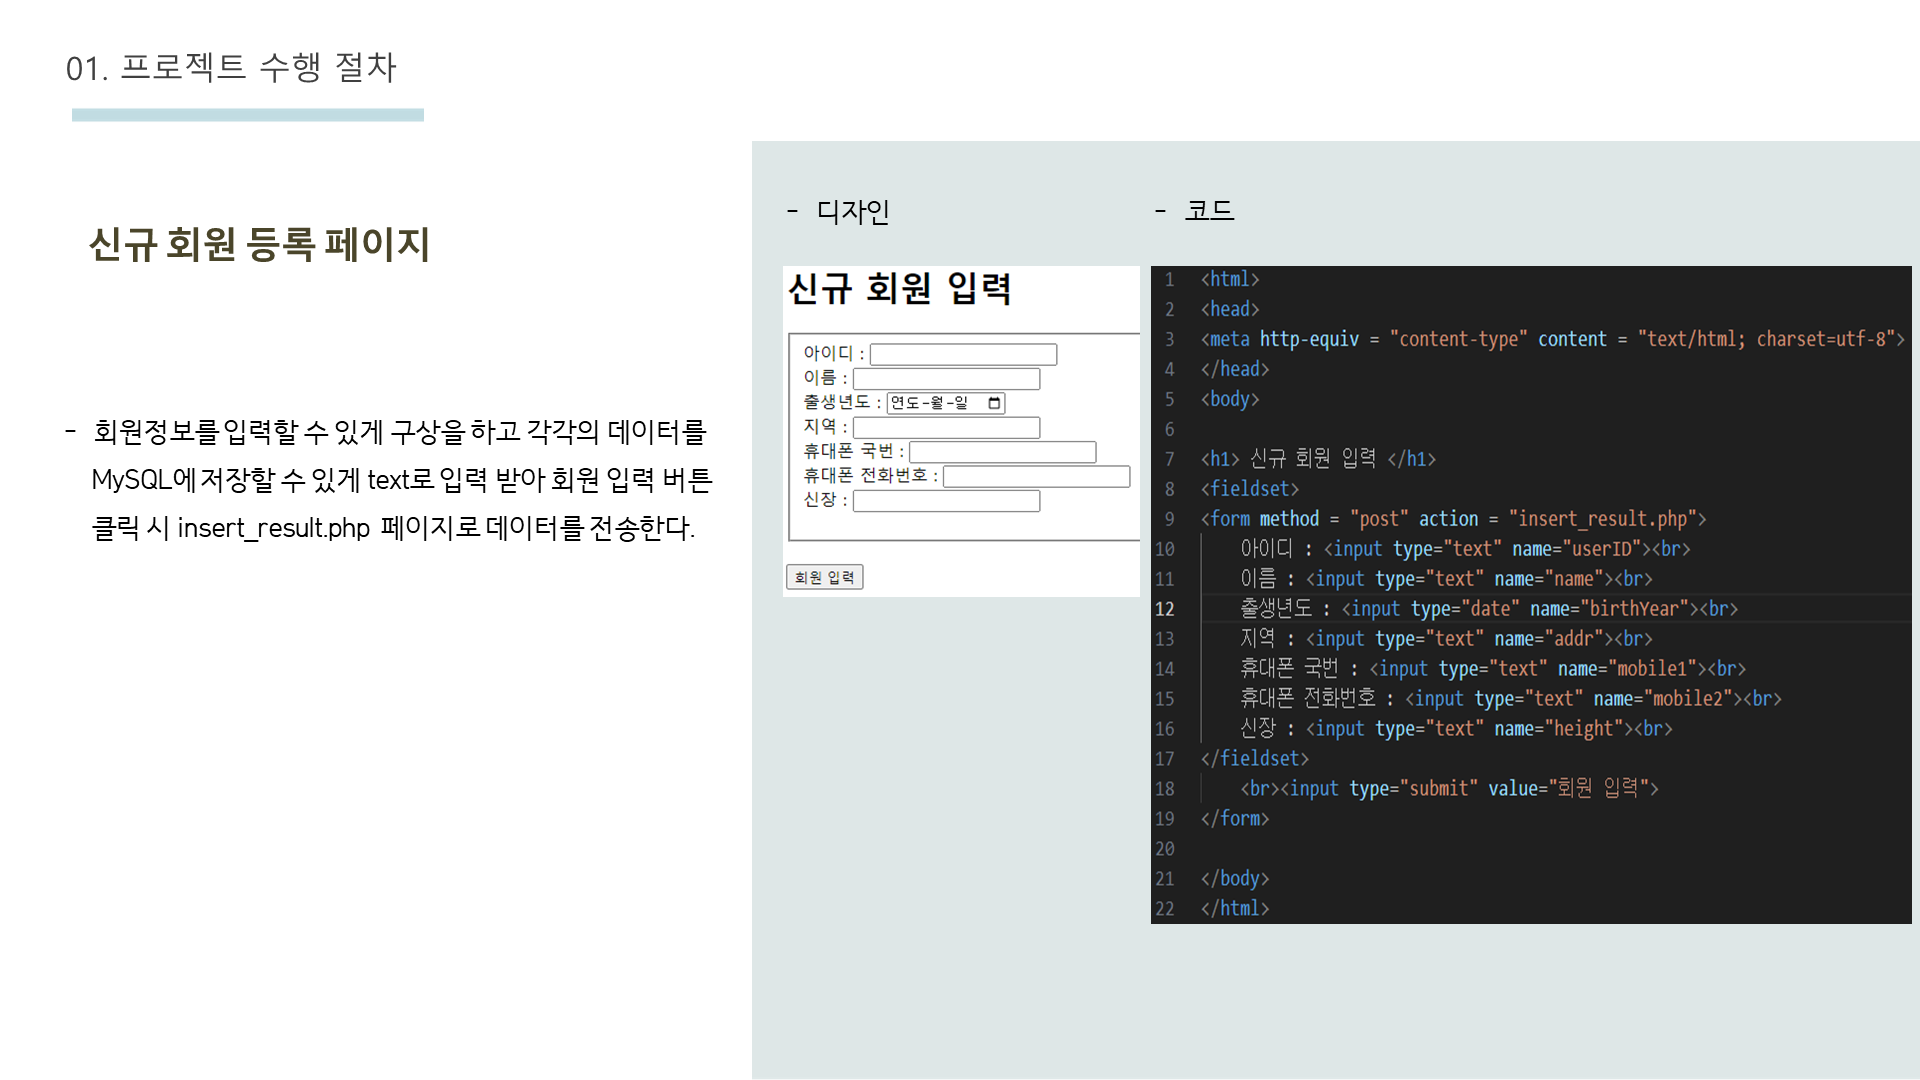 01. 프로젝트 수행 절차
신규 회원 등록 페이지
- 회원정보를 입력할 수 있게 구상을 하고 각각의 데이터를
MySQL에 저장할 수 있게 text로 입력 받아 회원 입력 버튼
클릭 시 insert_result.php 페이지로 데이터를 전송한다.
- 디자인
신규 회원 입력
아이디 :
이름 :
출생년도 : 연도-월-일
지역 :
휴대폰 국번 :
휴대폰 전화번호 :
신장 :
회원 입력
- 코드
1 <html>
2 <head>
3 <meta http-equiv = "content-type" content = "text/html; charset=utf-8">
4 </head>
5 <body>
6
7 <h1> 신규 회원 입력 </h1>
8 <fieldset>
9 <form method = "post" action = "insert_result.php">
10 아이디 : <input type="text" name="userID"><br>
11 이름 : <input type="text" name="name"><br>
12 출생년도 : <input type="date" name="birthYear"><br>
13 지역 : <input type="text" name="addr"><br>
14 휴대폰 국번 : <input type="text" name="mobile1"><br>
15 휴대폰 전화번호 : <input type="text" name="mobile2"><br>
16 신장 : <input type="text" name="height"><br>
17 </fieldset>
18 <br><input type="submit" value="회원 입력">
19 </form>
20
21 </body>
22 </html>